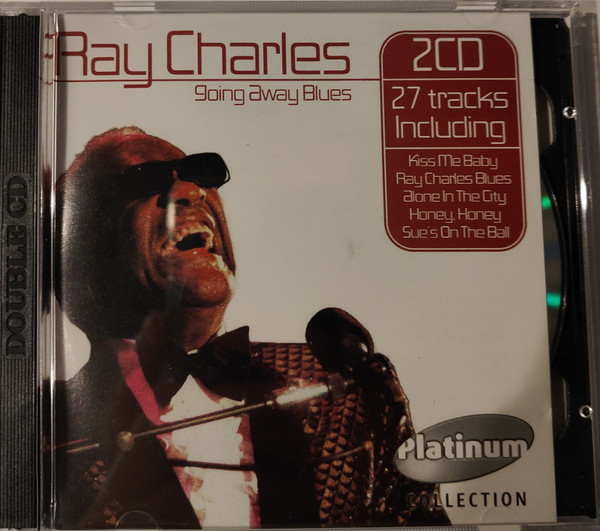 Ray Charles
going away Blues
2CD
27 tracks
Including
Kiss Me Baby
Ray Charles Blues
alone In The City
Honey, Honey
Sue's On The Ball
DOUBLE CD
Platinum
COLLECTION